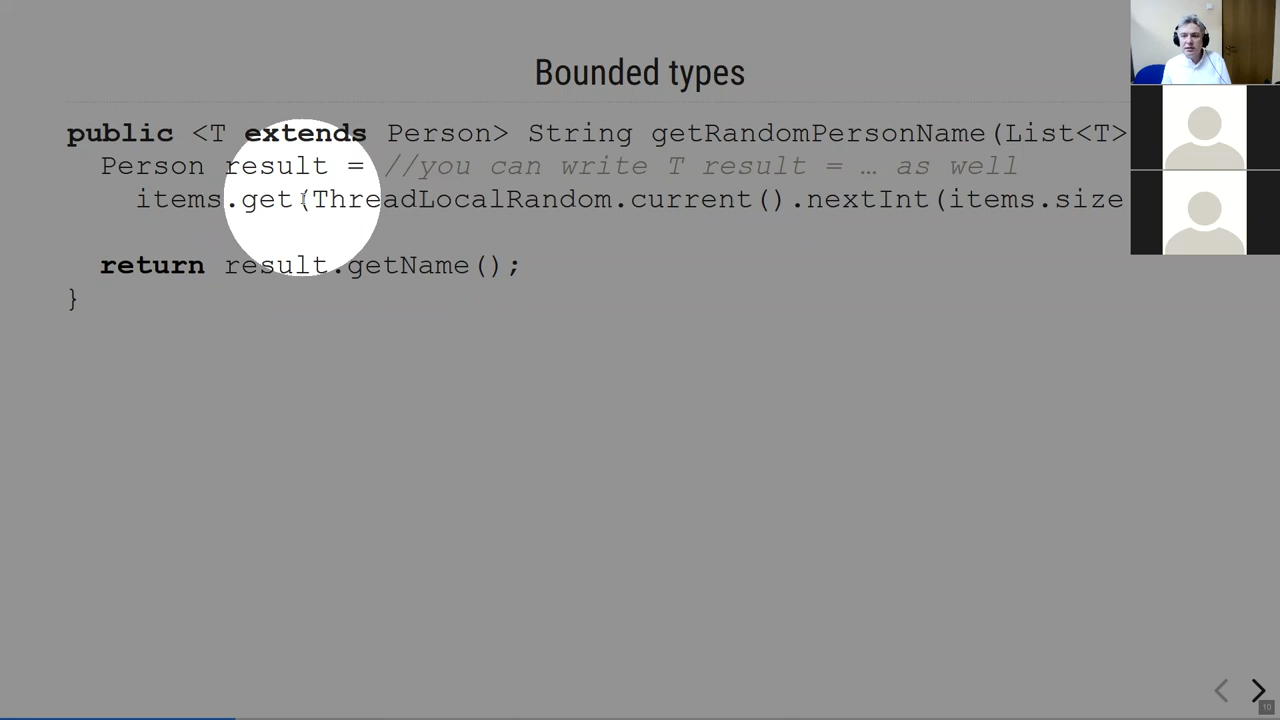 Bounded types
public <T extends Person> String getRandomPersonName(List<T>
Person result = //you can write T result = … as well
items.get(ThreadLocalRandom.current().nextInt(items.size
return result.getName();
}
10